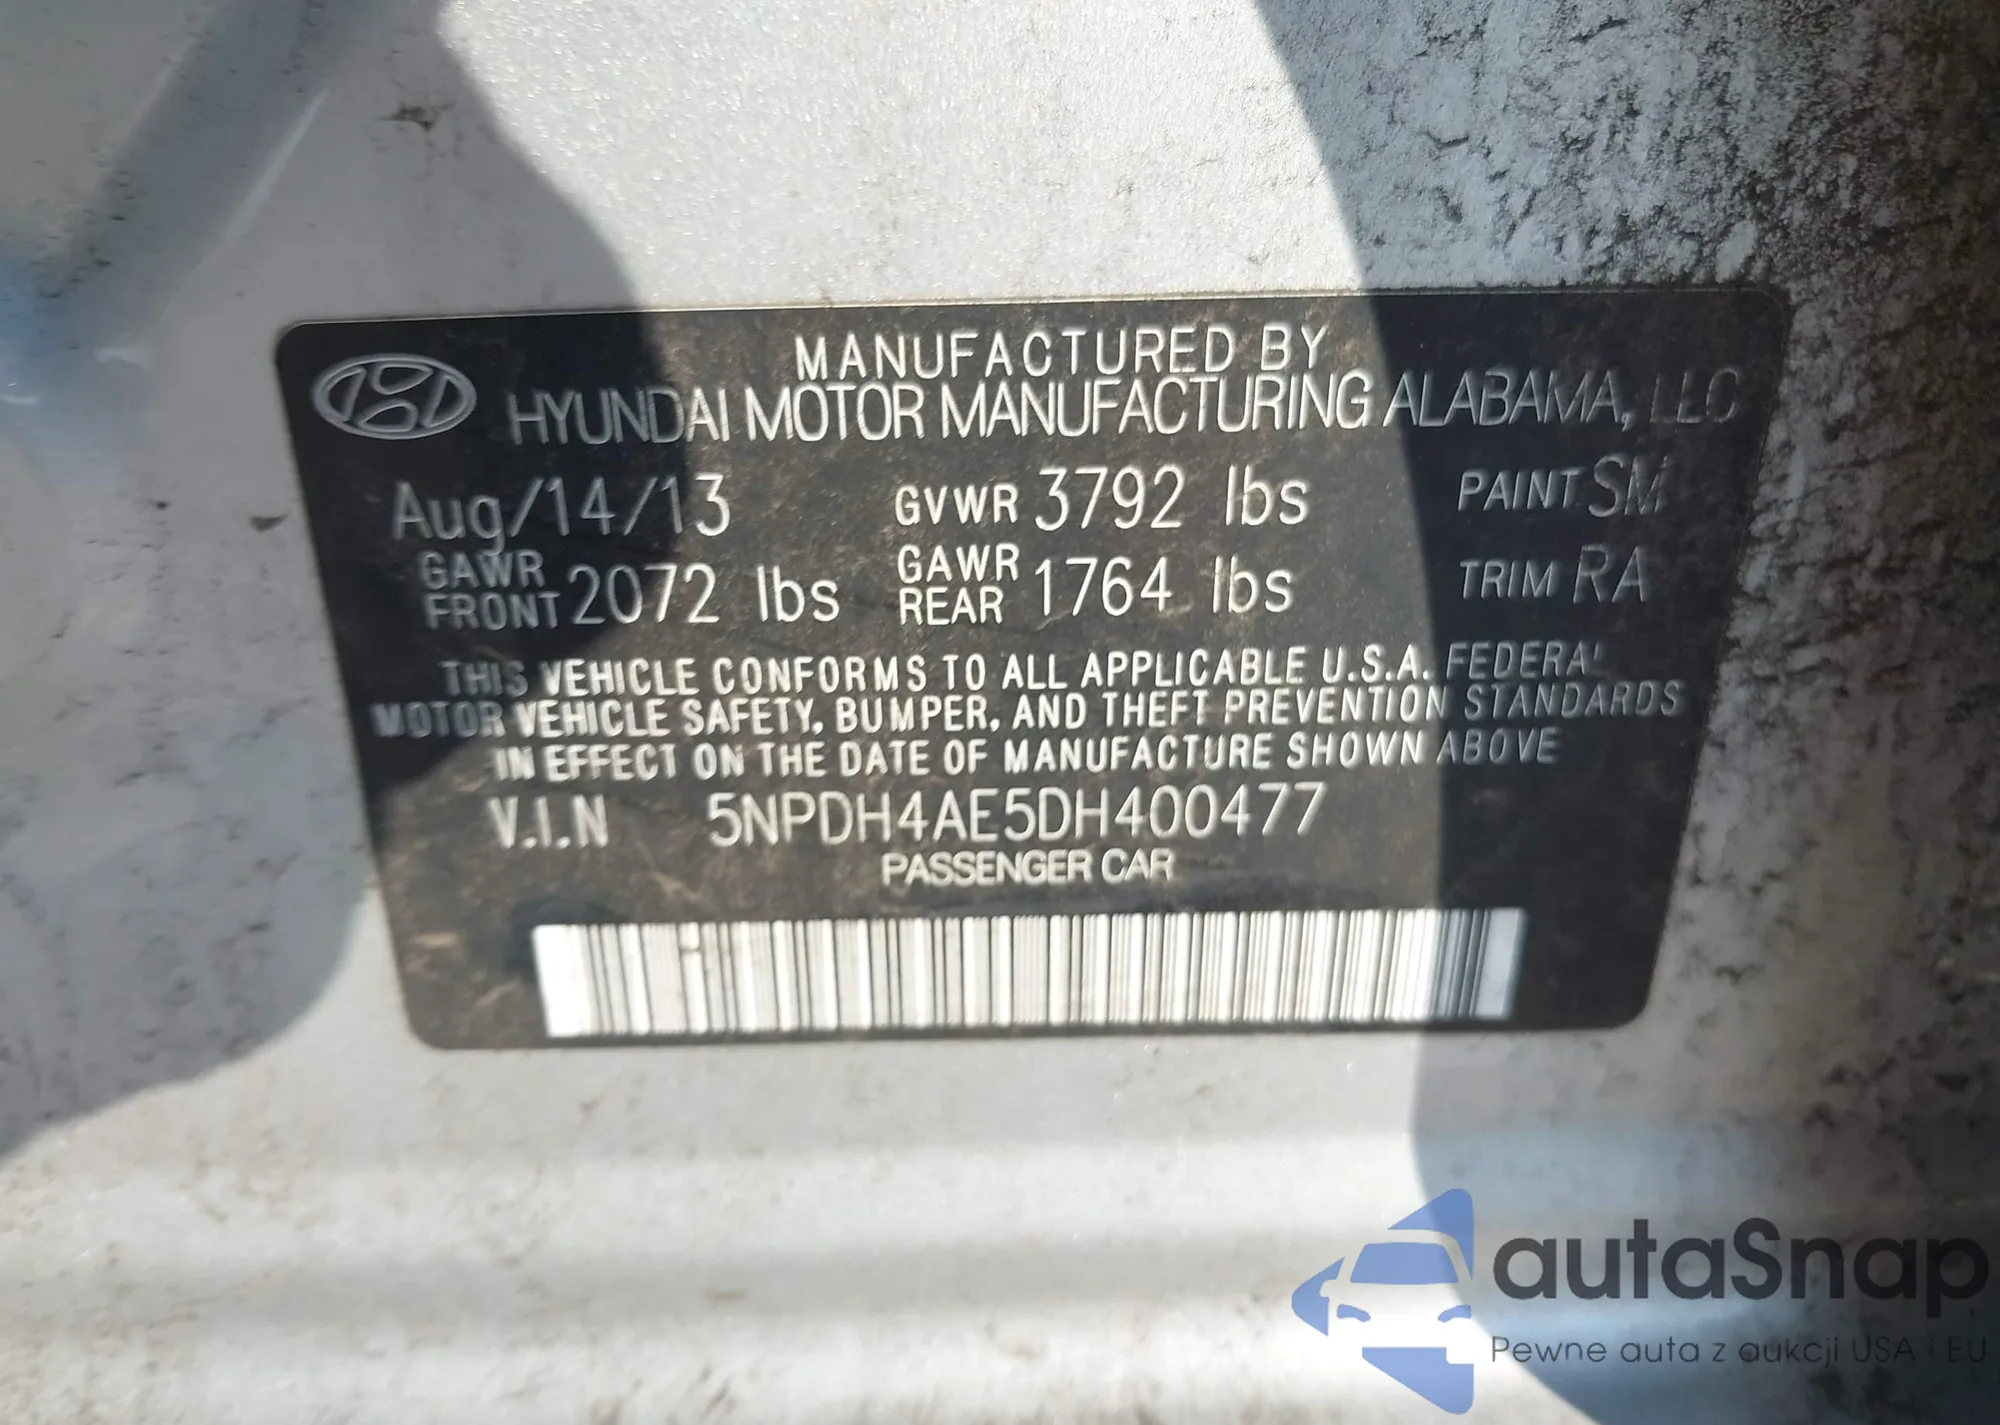 MANUFACTURED BY
HYUNDAI MOTOR MANUFACTURING ALABAMA, LLC
Aug/14/13 GVWR 3792 lbs PAINT SM
GAWR FRONT 2072 lbs GAWR REAR 1764 lbs TRIM RA
THIS VEHICLE CONFORMS TO ALL APPLICABLE U.S.A. FEDERAL
MOTOR VEHICLE SAFETY, BUMPER, AND THEFT PREVENTION STANDARDS
IN EFFECT ON THE DATE OF MANUFACTURE SHOWN ABOVE
V.I.N 5NPDH4AE5DH400477
PASSENGER CAR
autaSnap
Pewne auta z aukcji USA i EU